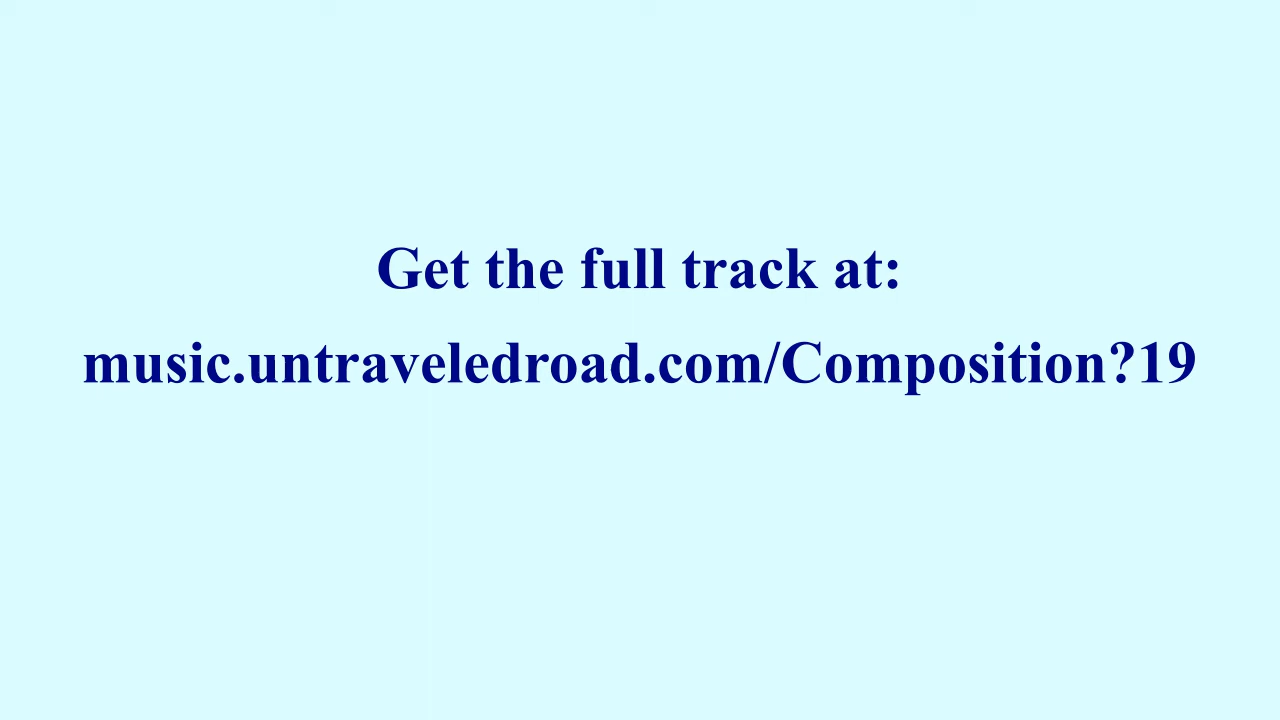 Get the full track at:
music.untraveledroad.com/Composition?19